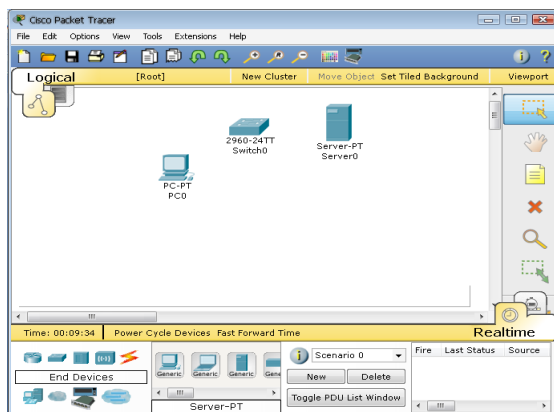 Cisco Packet Tracer
File Edit Options View Tools Extensions Help
Logical [Root] New Cluster Move Object Set Tiled Background Viewport
2960-24TT
Switch0
Server-PT
Server0
PC-PT
PC0
Time: 00:09:34 Power Cycle Devices Fast Forward Time Realtime
End Devices
Generic Generic Generic
Server-PT
Scenario 0
New Delete
Toggle PDU List Window
Fire Last Status Source